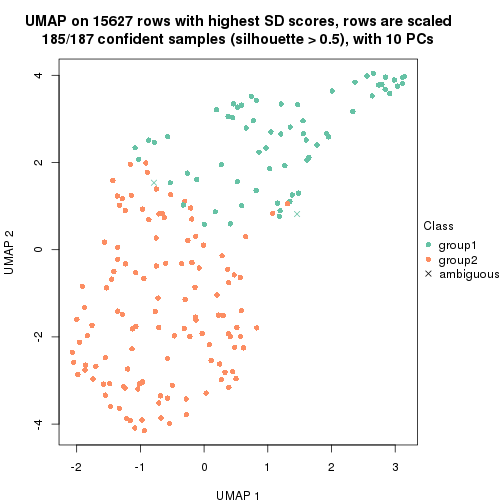 UMAP on 15627 rows with highest SD scores, rows are scaled
185/187 confident samples (silhouette > 0.5), with 10 PCs
4
2
0
-2
-4
UMAP 2
-2
-1
0
1
2
3
UMAP 1
Class
group1
group2
ambiguous